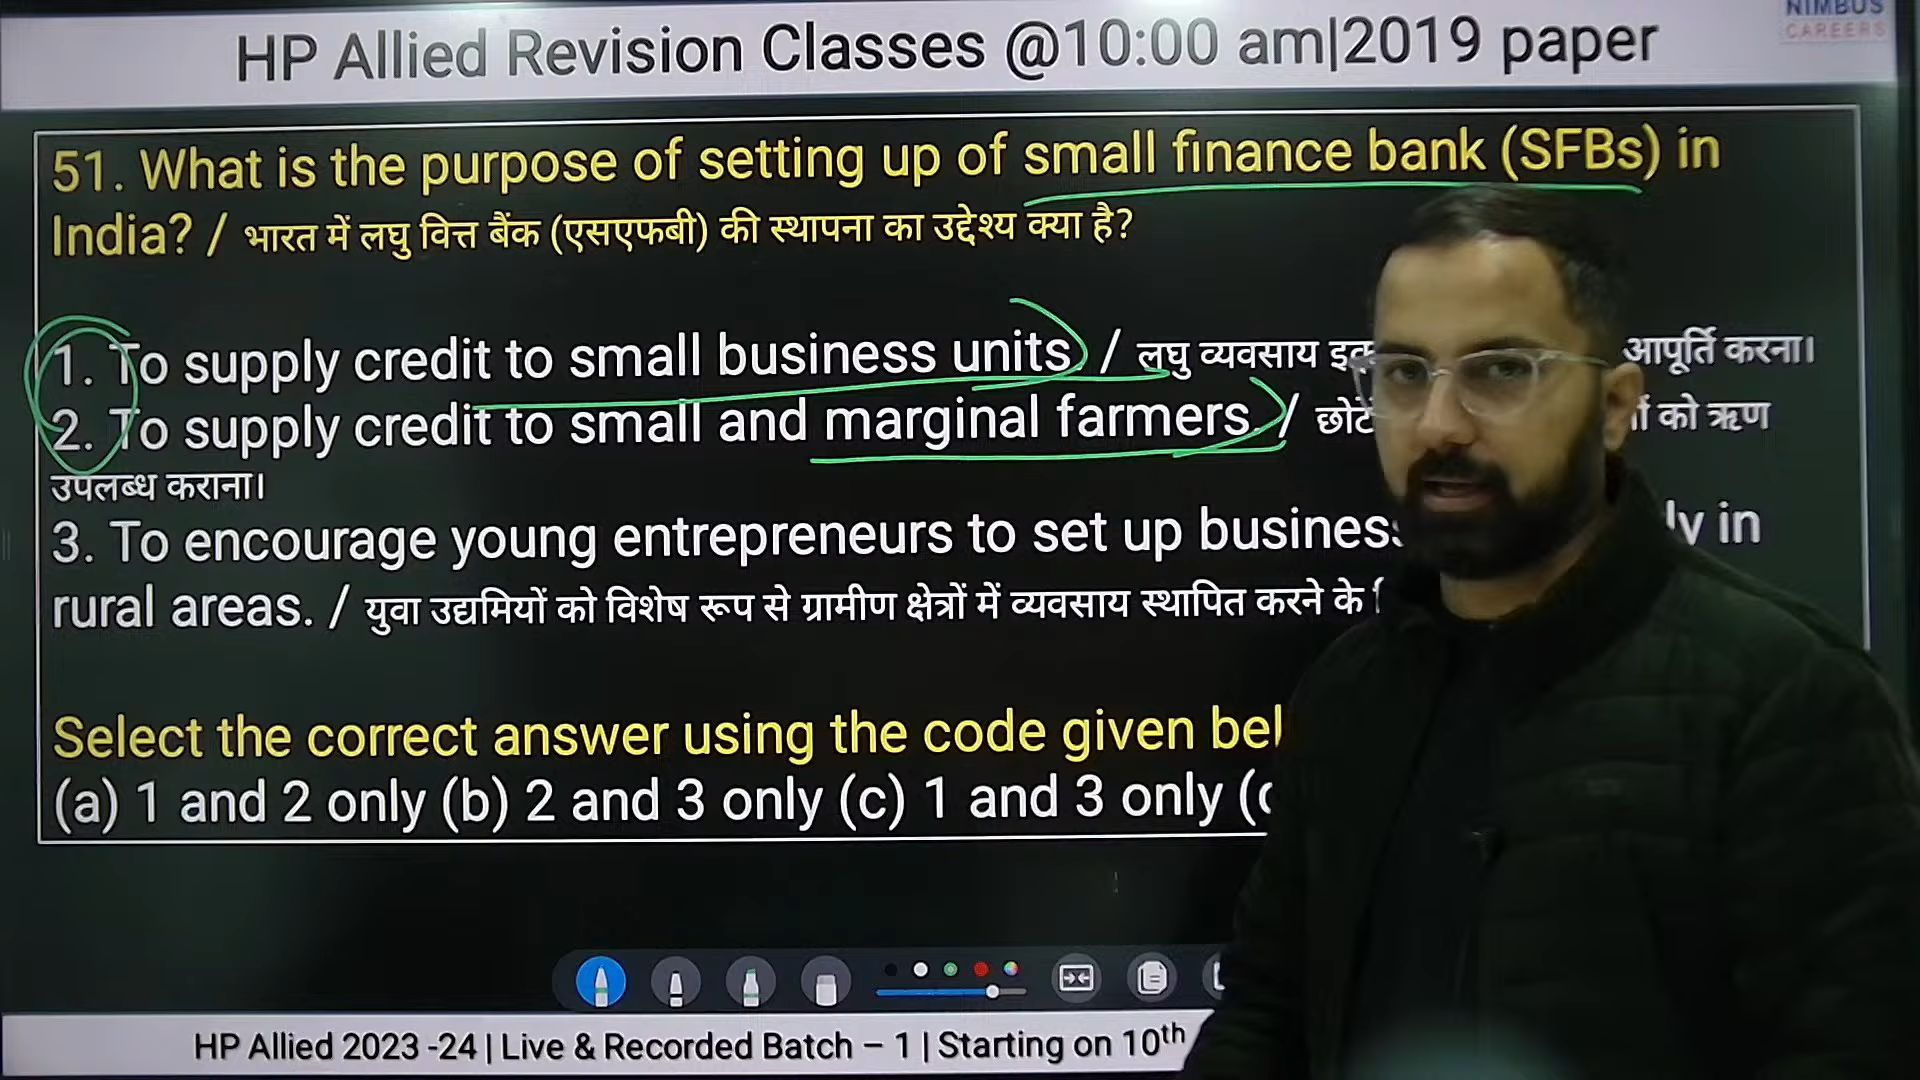 NIMBUS
CAREERS
HP Allied Revision Classes @10:00 am|2019 paper
51. What is the purpose of setting up of small finance bank (SFBs) in
India? / भारत में लघु वित्त बैंक (एसएफबी) की स्थापना का उद्देश्य क्या है?
1. To supply credit to small business units. / लघु व्यवसाय आपूर्ति करना।
2. To supply credit to small and marginal farmers. / को ऋण
उपलब्ध कराना।
3. To encourage young entrepreneurs to set up business in
rural areas. / युवा उद्यमियों को विशेष रूप से ग्रामीण क्षेत्रों में व्यवसाय स्थापित करने के
Select the correct answer using the code given
(a) 1 and 2 only (b) 2 and 3 only (c) 1 and 3 only
HP Allied 2023 -24 | Live & Recorded Batch – 1 | Starting on 10th